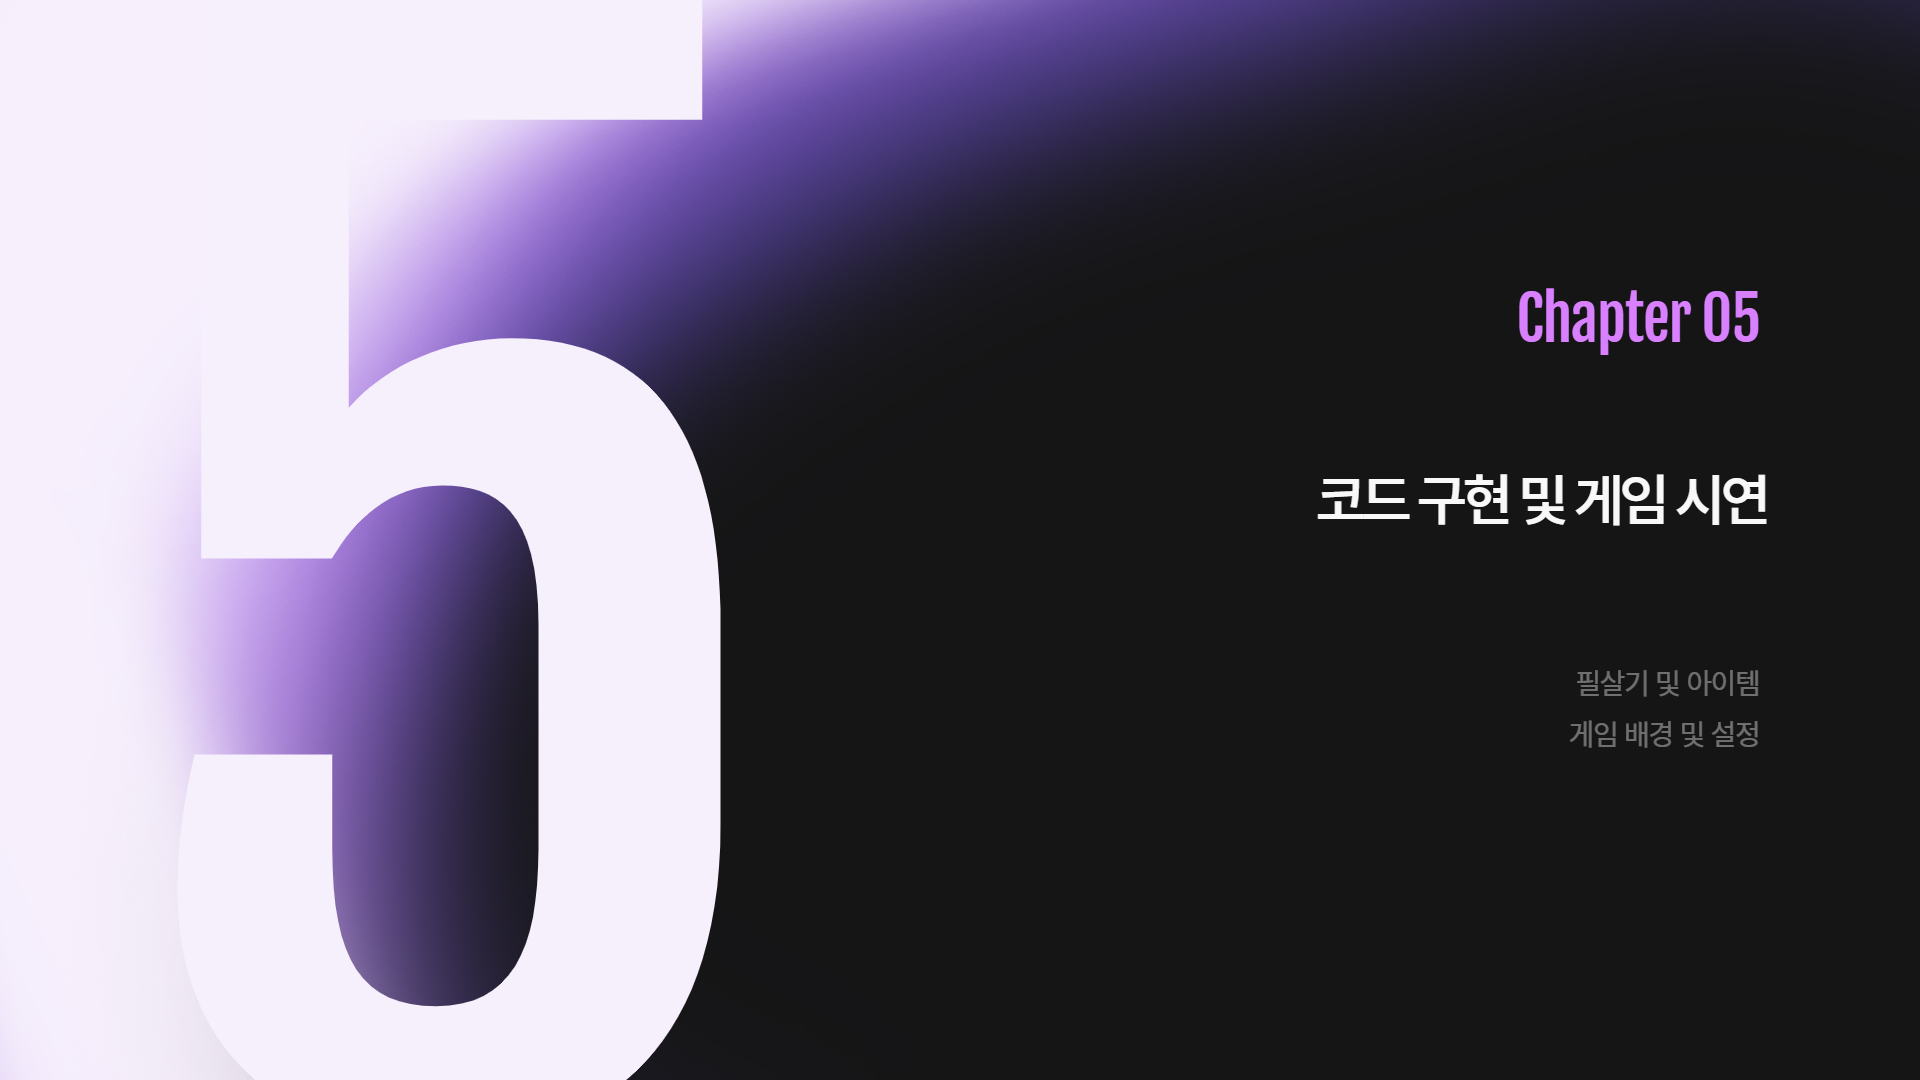 5
Chapter 05
코드 구현 및 게임 시연
필살기 및 아이템
게임 배경 및 설정